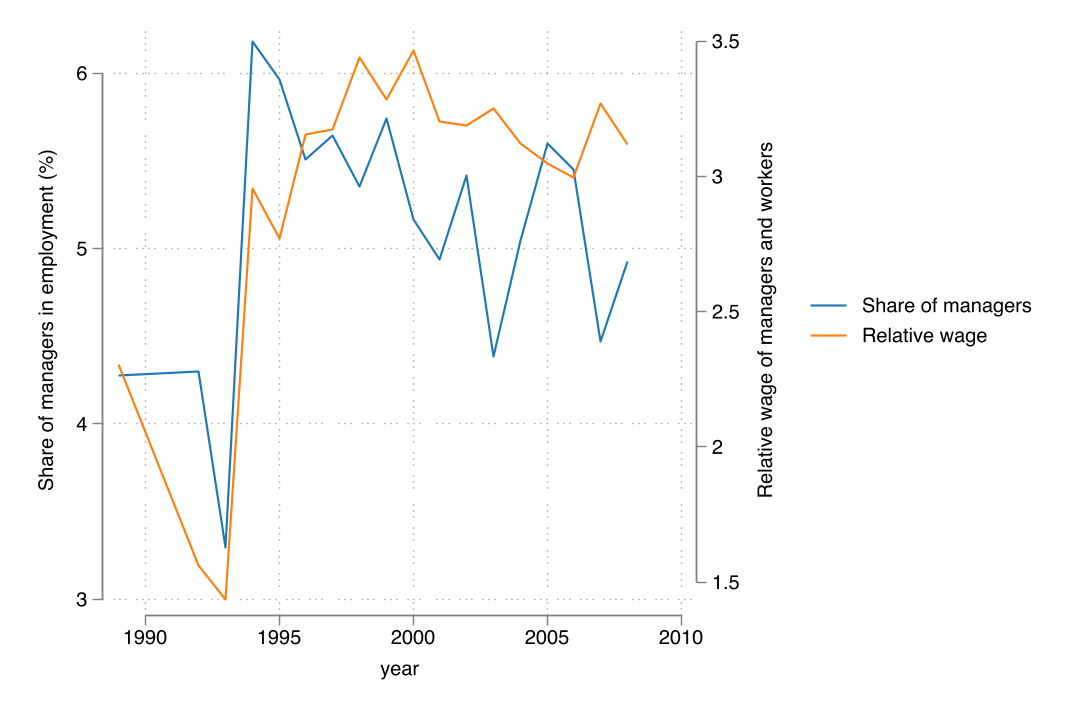 Share of managers in employment (%)
6
5
4
3
3.5
3
2.5
2
1.5
Relative wage of managers and workers
1990
1995
2000
2005
2010
year
Share of managers
Relative wage